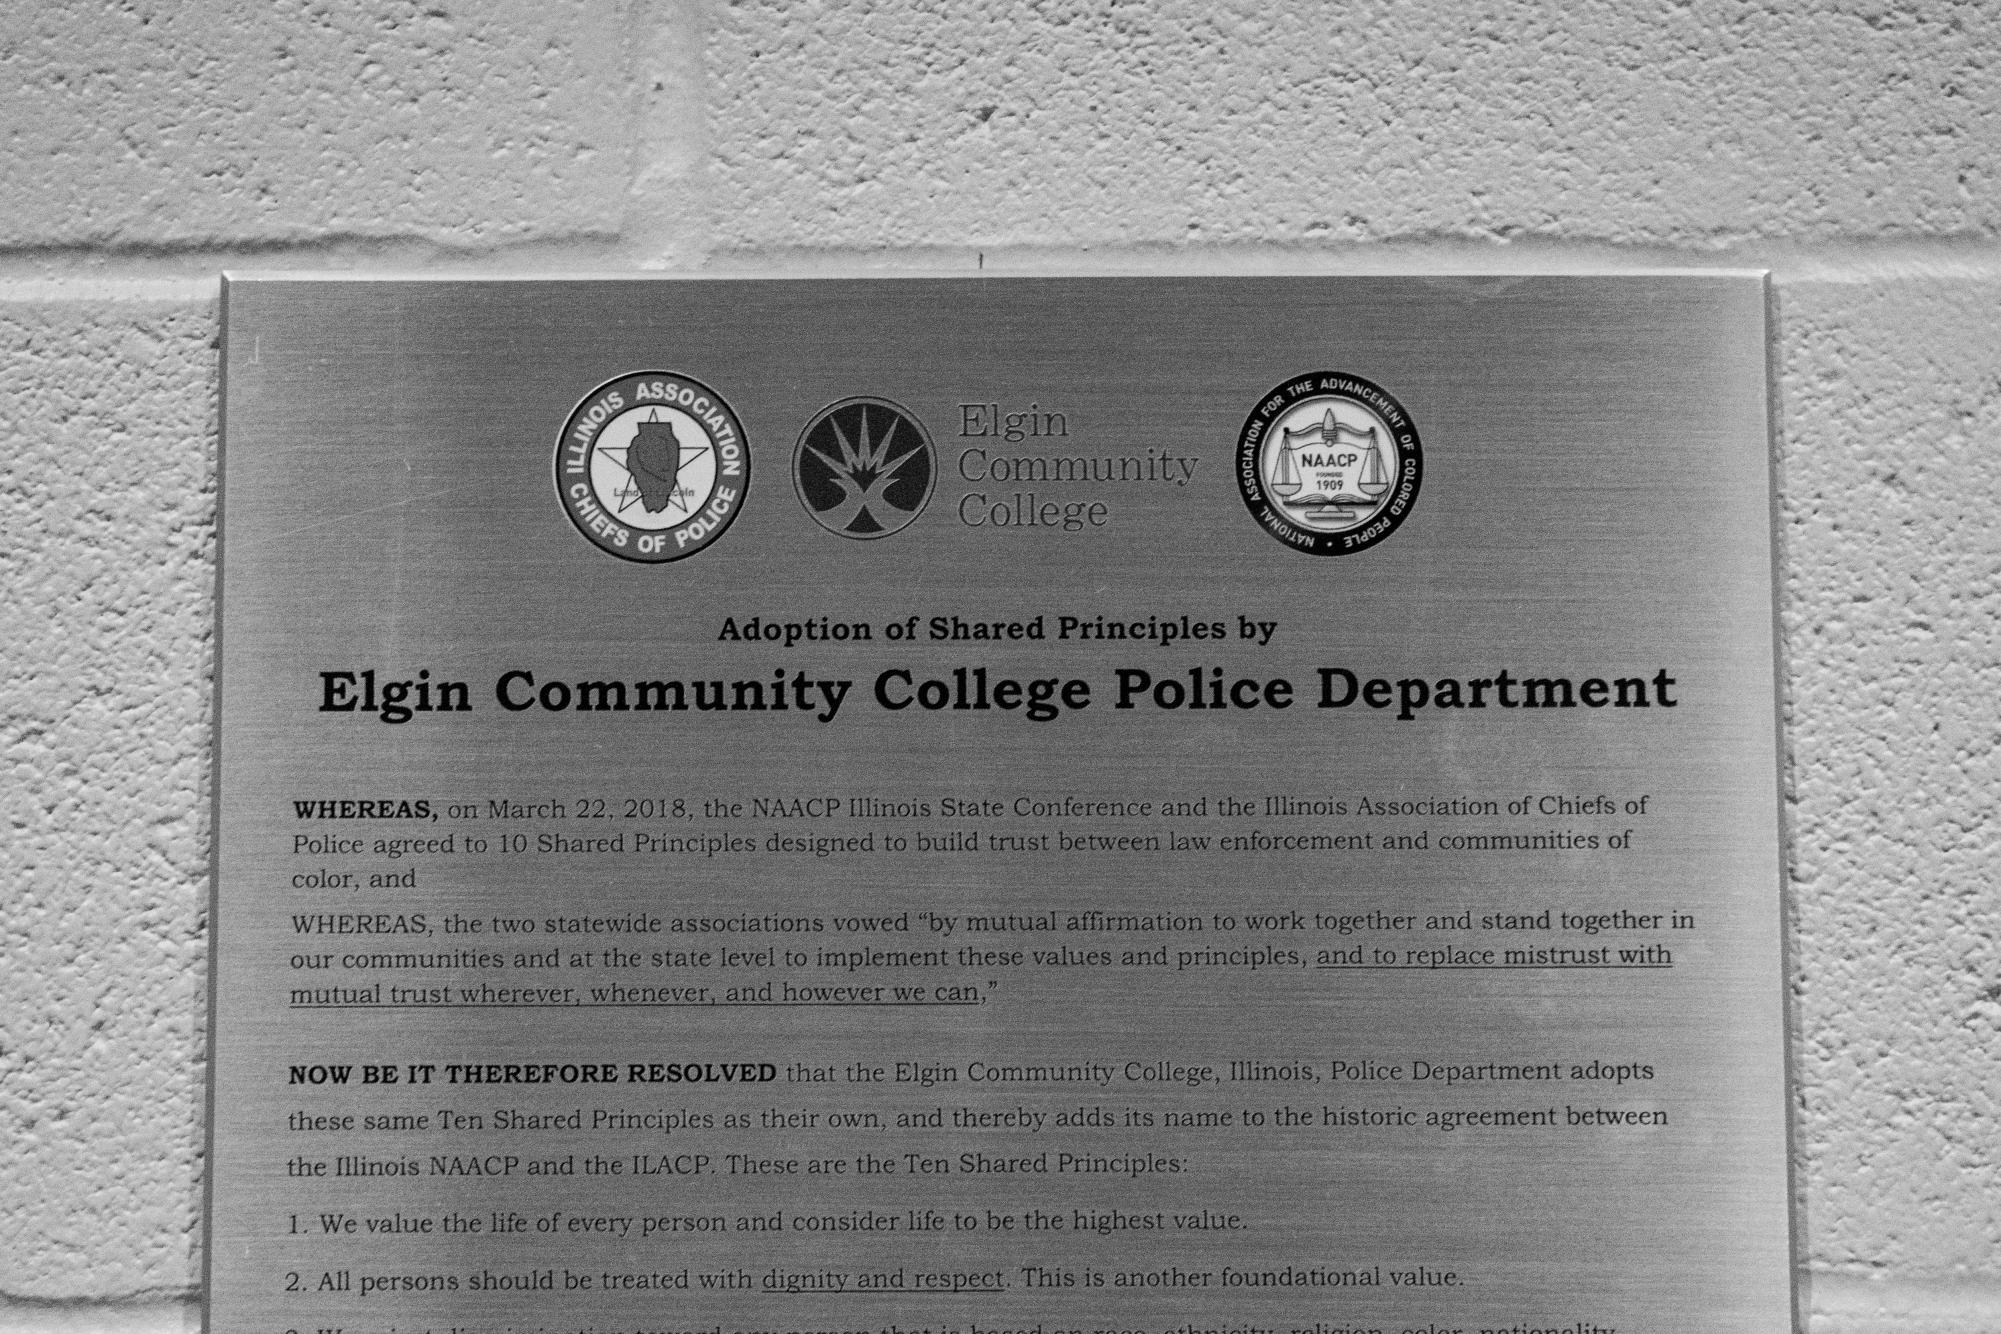 ILLINOIS ASSOCIATION
CHIEFS OF POLICE
Elgin
Community
College
NATIONAL ASSOCIATION FOR THE ADVANCEMENT OF COLORED PEOPLE •
NAACP
FOUNDED
1909
Adoption of Shared Principles by
Elgin Community College Police Department
WHEREAS, on March 22, 2018, the NAACP Illinois State Conference and the Illinois Association of Chiefs of
Police agreed to 10 Shared Principles designed to build trust between law enforcement and communities of
color, and
WHEREAS, the two statewide associations vowed “by mutual affirmation to work together and stand together in
our communities and at the state level to implement these values and principles, and to replace mistrust with
mutual trust wherever, whenever, and however we can,”
NOW BE IT THEREFORE RESOLVED that the Elgin Community College, Illinois, Police Department adopts
these same Ten Shared Principles as their own, and thereby adds its name to the historic agreement between
the Illinois NAACP and the ILACP. These are the Ten Shared Principles:
1. We value the life of every person and consider life to be the highest value.
2. All persons should be treated with dignity and respect. This is another foundational value.